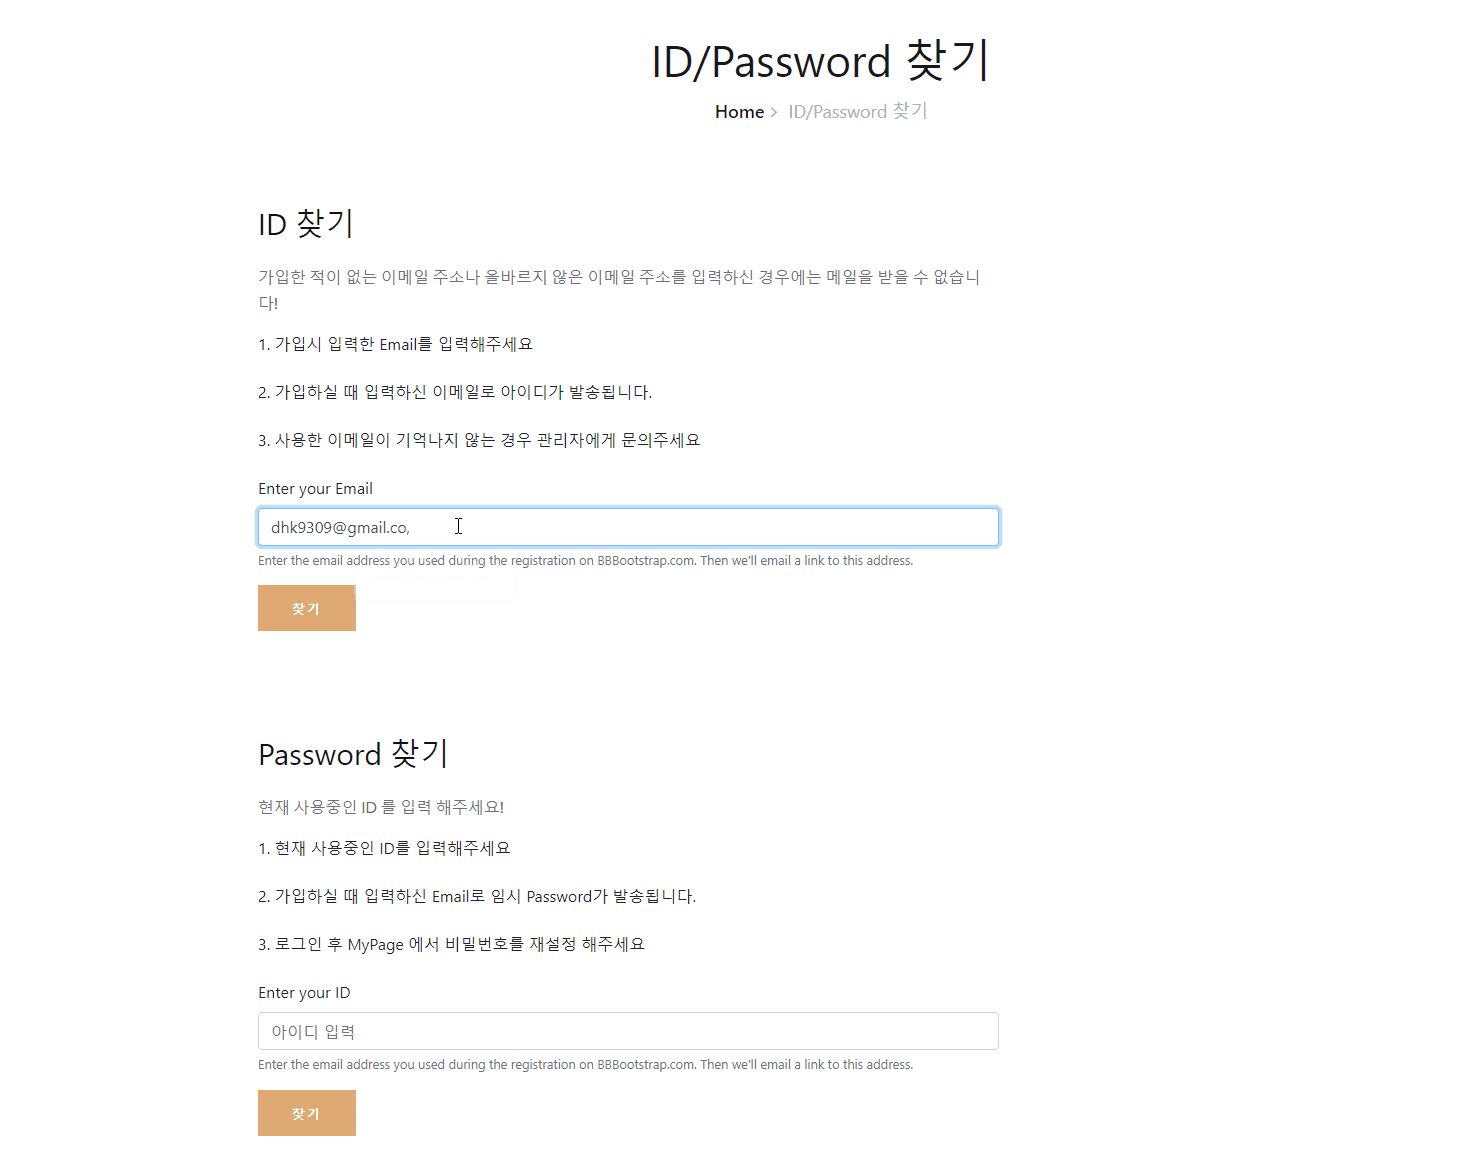 ID/Password 찾기
Home > ID/Password 찾기
ID 찾기
가입한 적이 없는 이메일 주소나 올바르지 않은 이메일 주소를 입력하신 경우에는 메일을 받을 수 없습니
다!
1. 가입시 입력한 Email를 입력해주세요
2. 가입하실 때 입력하신 이메일로 아이디가 발송됩니다.
3. 사용한 이메일이 기억나지 않는 경우 관리자에게 문의주세요
Enter your Email
dhk9309@gmail.co,
Enter the email address you used during the registration on BBBootstrap.com. Then we'll email a link to this address.
찾기
Password 찾기
현재 사용중인 ID 를 입력 해주세요!
1. 현재 사용중인 ID를 입력해주세요
2. 가입하실 때 입력하신 Email로 임시 Password가 발송됩니다.
3. 로그인 후 MyPage 에서 비밀번호를 재설정 해주세요
Enter your ID
아이디 입력
Enter the email address you used during the registration on BBBootstrap.com. Then we'll email a link to this address.
찾기